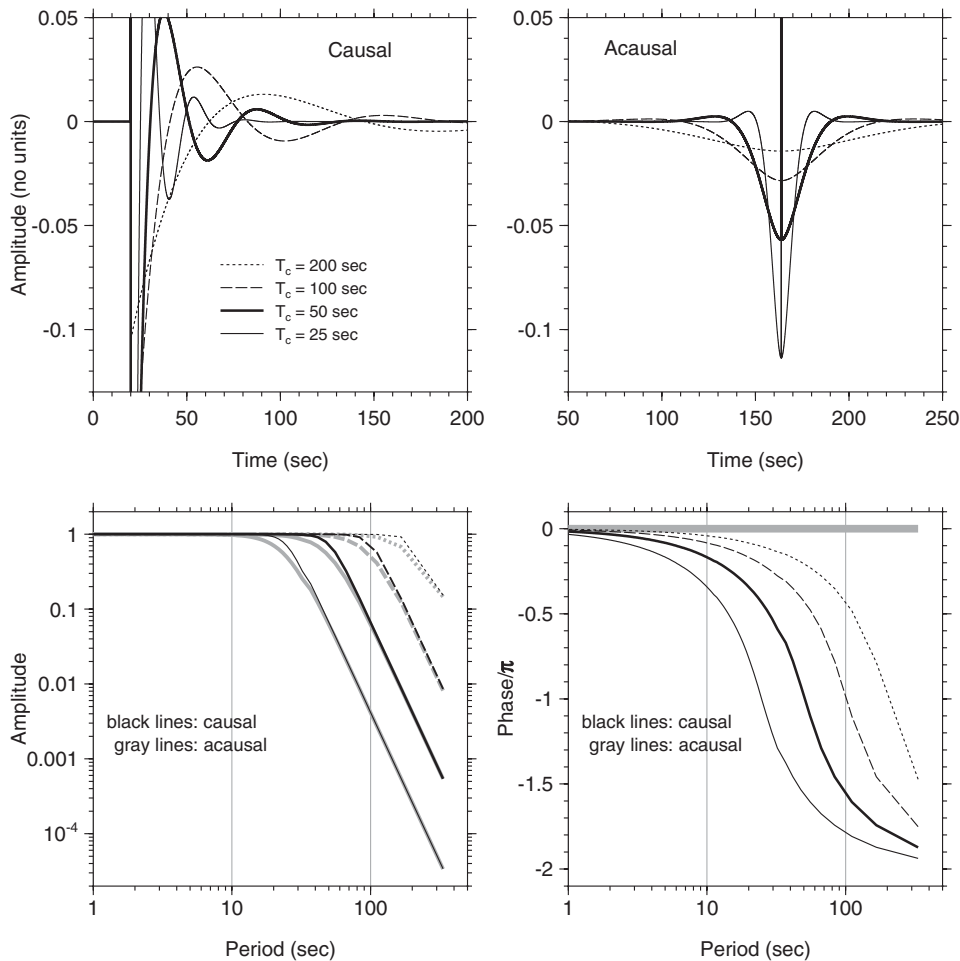 0.05
0
-0.05
-0.1
Amplitude (no units)
Causal
T_c = 200 sec
T_c = 100 sec
T_c = 50 sec
T_c = 25 sec
0 50 100 150 200
Time (sec)
0.05
0
-0.05
-0.1
Acausal
50 100 150 200 250
Time (sec)
1
0.1
0.01
0.001
10^-4
Amplitude
black lines: causal
gray lines: acausal
1 10 100
Period (sec)
0
-0.5
-1
-1.5
-2
Phase/π
black lines: causal
gray lines: acausal
1 10 100
Period (sec)